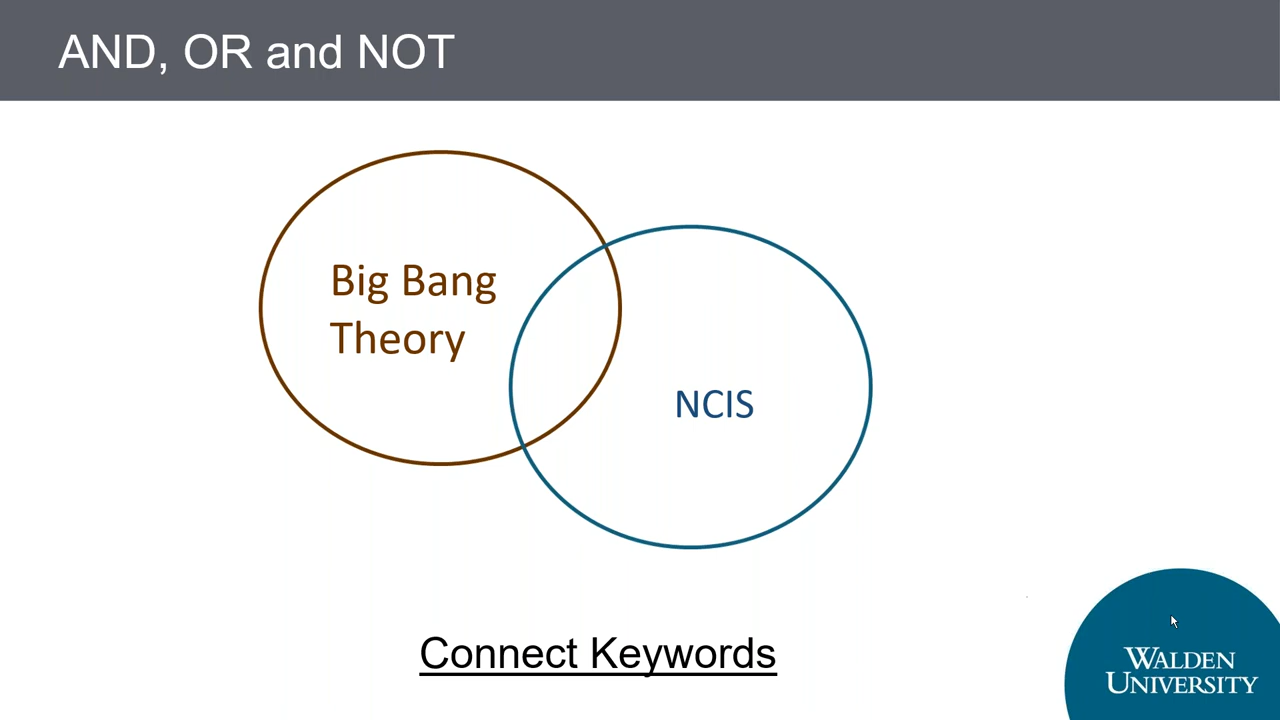 AND, OR and NOT
Big Bang
Theory
NCIS
Connect Keywords
WALDEN
UNIVERSITY